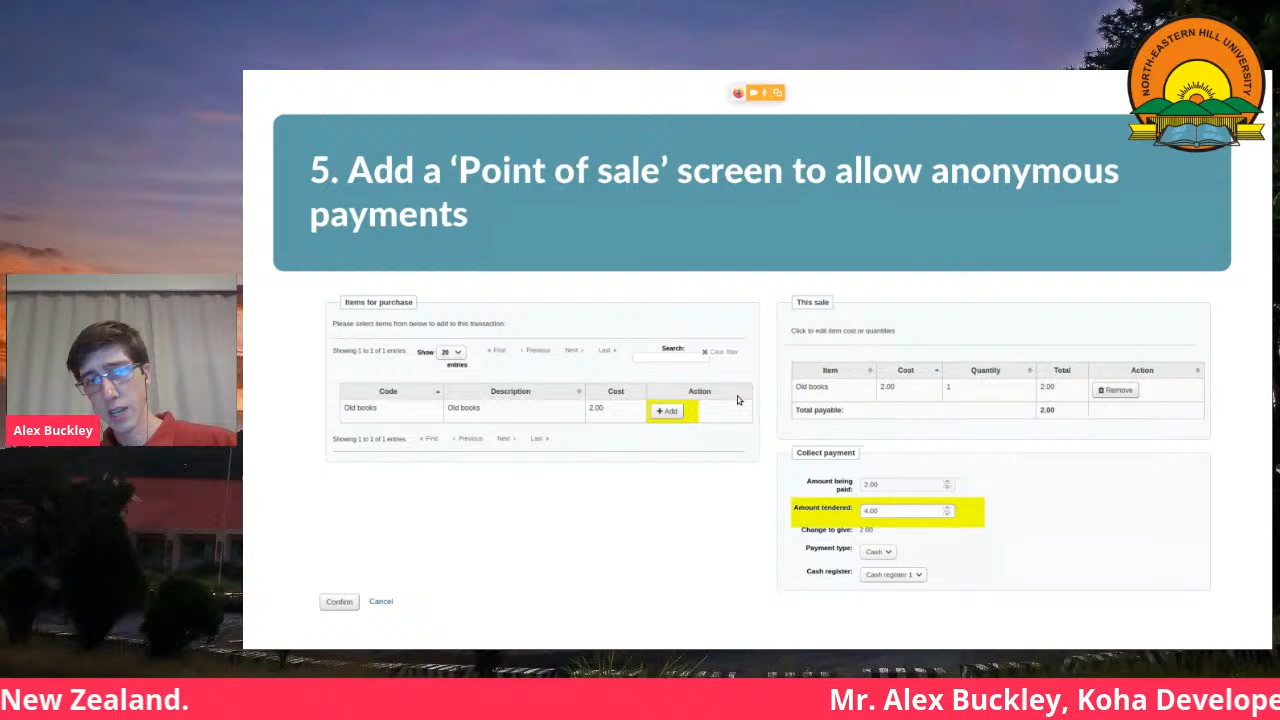 NORTH-EASTERN HILL UNIVERSITY
5. Add a ‘Point of sale’ screen to allow anonymous
payments
Items for purchase
Please select items from below to add to this transaction:
Showing 1 to 1 of 1 entries Show 20 entries « First ‹ Previous Next › Last » Search: ✖ Clear filter
Code Description Cost Action
Old books Old books 2.00 + Add
Showing 1 to 1 of 1 entries « First ‹ Previous Next › Last »
This sale
Click to edit item cost or quantities
Item Cost Quantity Total Action
Old books 2.00 1 2.00 Remove
Total payable: 2.00
Collect payment
Amount being paid: 2.00
Amount tendered: 4.00
Change to give: 2.00
Payment type: Cash
Cash register: Cash register 1
Confirm Cancel
Alex Buckley
New Zealand. Mr. Alex Buckley, Koha Develope